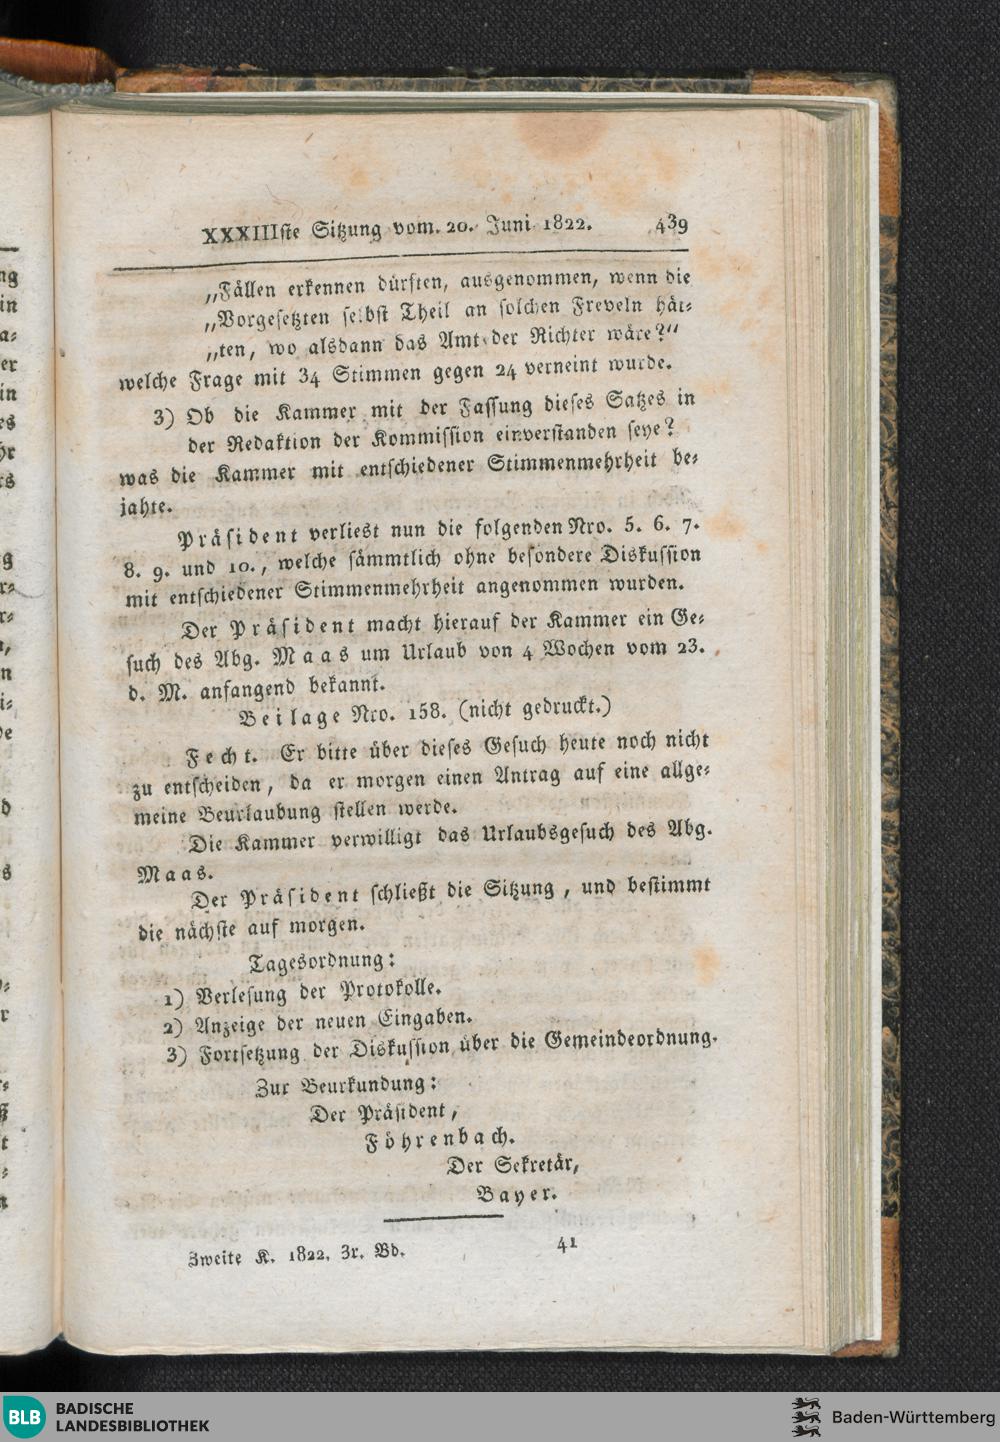 XXXIIIste Sitzung vom. 20. Juni 1822. 439
„Fällen erkennen dürften, ausgenommen, wenn die
„Vorgesetzten selbst Theil an solchen Freveln hät-
„ten, wo alsdann das Amt der Richter wäre?“
welche Frage mit 34 Stimmen gegen 24 verneint wurde.
3) Ob die Kammer mit der Fassung dieses Satzes in
der Redaktion der Kommission einverstanden seye?
was die Kammer mit entschiedener Stimmenmehrheit be-
jahte.
Präsident verliest nun die folgenden Nro. 5. 6. 7.
8. 9. und 10., welche sämmtlich ohne besondere Diskussion
mit entschiedener Stimmenmehrheit angenommen wurden.
Der Präsident macht hierauf der Kammer ein Ge-
such des Abg. Maas um Urlaub von 4 Wochen vom 23.
d. M. anfangend bekannt.
Beilage Nro. 158. (nicht gedruckt.)
Fecht. Er bitte über dieses Gesuch heute noch nicht
zu entscheiden, da er morgen einen Antrag auf eine allge-
meine Beurlaubung stellen werde.
Die Kammer verwilligt das Urlaubsgesuch des Abg.
Maas.
Der Präsident schließt die Sitzung, und bestimmt
die nächste auf morgen.
Tagesordnung:
1) Verlesung der Protokolle.
2) Anzeige der neuen Eingaben.
3) Fortsetzung der Diskussion über die Gemeindeordnung.
Zur Beurkundung:
Der Präsident,
Föhrenbach.
Der Sekretär,
Bayer.
Zweite K. 1822. 3r. Bd. 41
BLB BADISCHE
LANDESBIBLIOTHEK
Baden-Württemberg